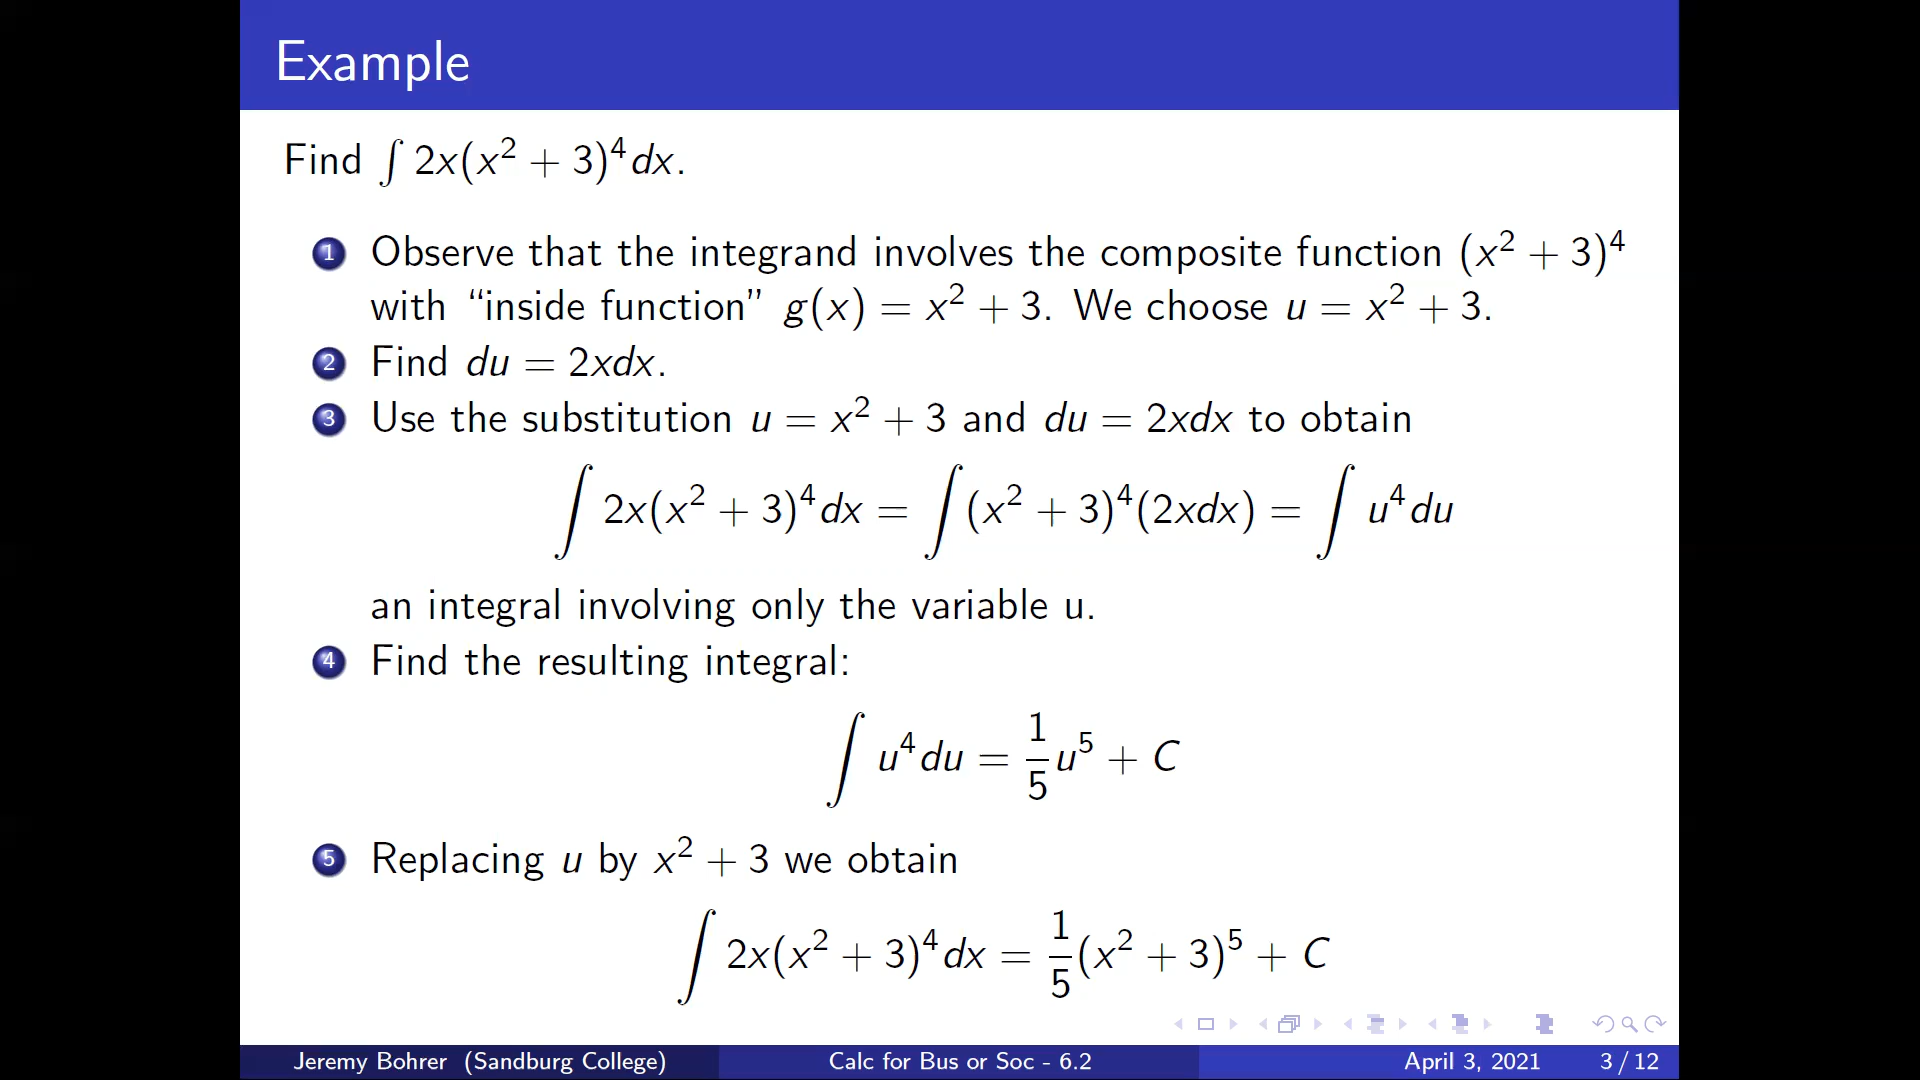 Example
Find ∫ 2x(x² + 3)⁴dx.
1 Observe that the integrand involves the composite function (x² + 3)⁴
with “inside function” g(x) = x² + 3. We choose u = x² + 3.
2 Find du = 2xdx.
3 Use the substitution u = x² + 3 and du = 2xdx to obtain
∫ 2x(x² + 3)⁴dx = ∫ (x² + 3)⁴(2xdx) = ∫ u⁴du
an integral involving only the variable u.
4 Find the resulting integral:
∫ u⁴du = 1/5 u⁵ + C
5 Replacing u by x² + 3 we obtain
∫ 2x(x² + 3)⁴dx = 1/5 (x² + 3)⁵ + C
Jeremy Bohrer (Sandburg College) Calc for Bus or Soc - 6.2 April 3, 2021 3 / 12